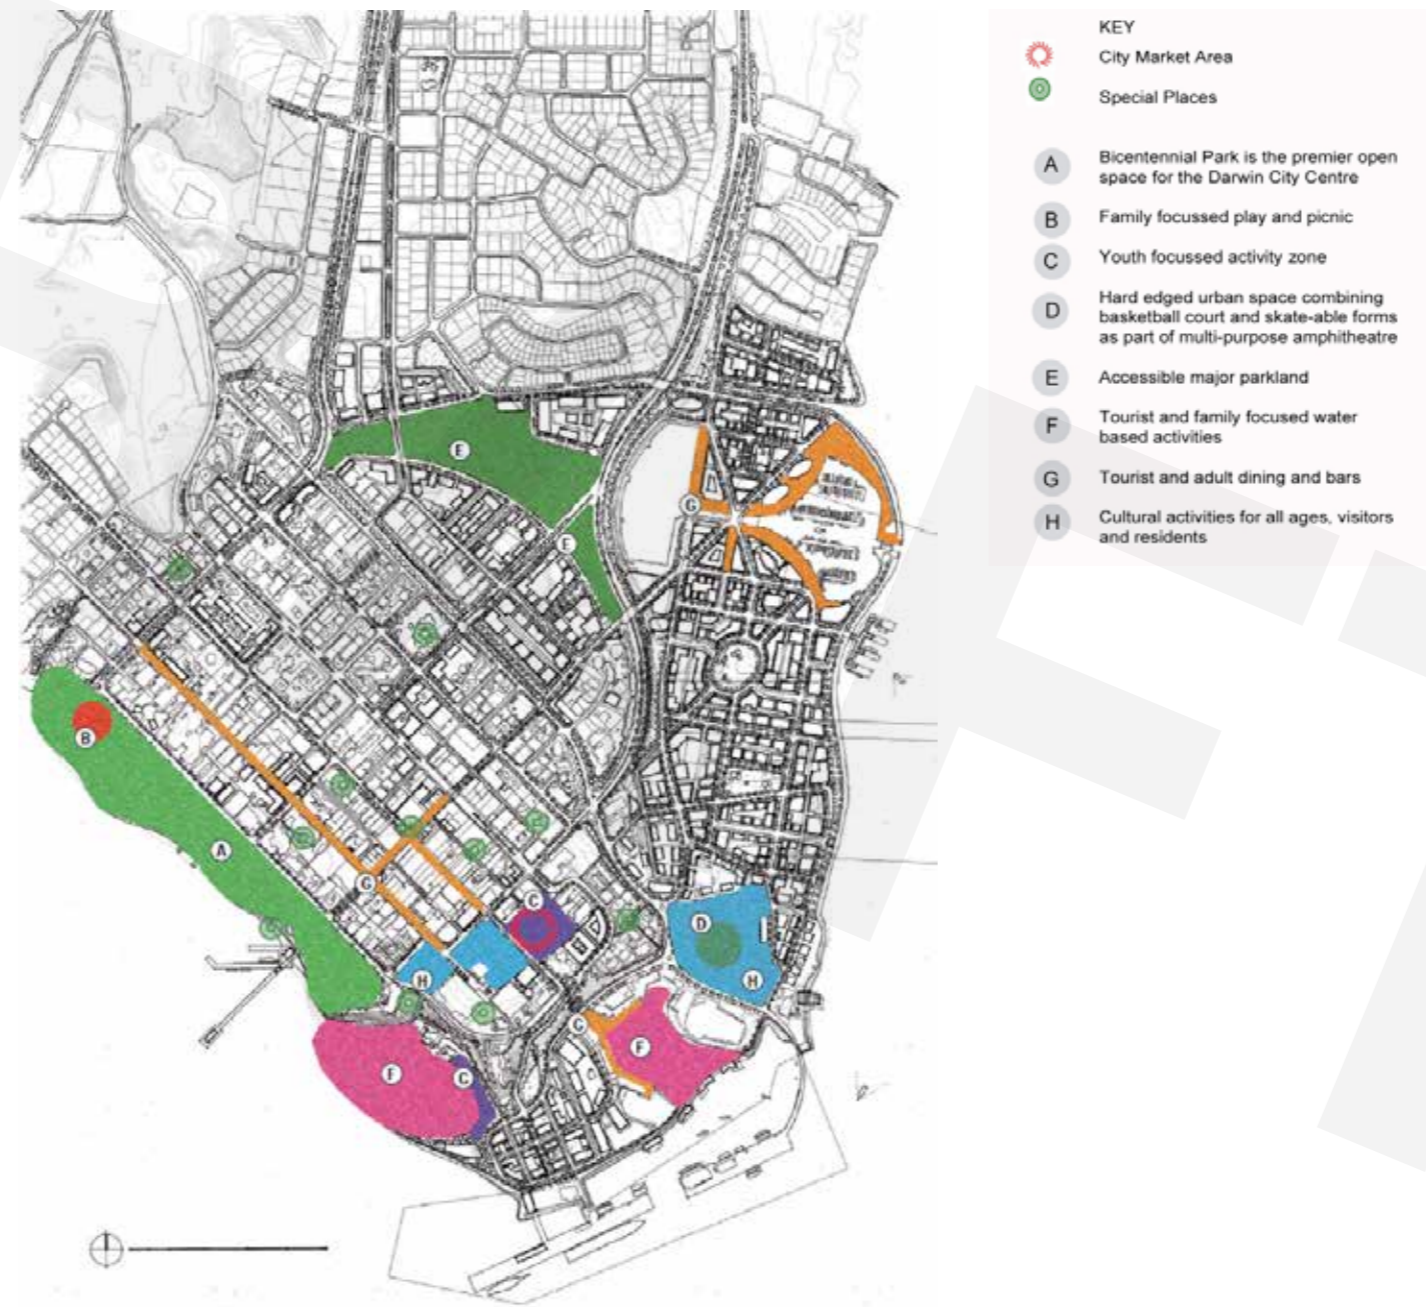 KEY
City Market Area
Special Places
A Bicentennial Park is the premier open
space for the Darwin City Centre
B Family focussed play and picnic
C Youth focussed activity zone
D Hard edged urban space combining
basketball court and skate-able forms
as part of multi-purpose amphitheatre
E Accessible major parkland
F Tourist and family focused water
based activities
G Tourist and adult dining and bars
H Cultural activities for all ages, visitors
and residents
E
G
E
B
A
G
C
D
H
H
G
F
F
C